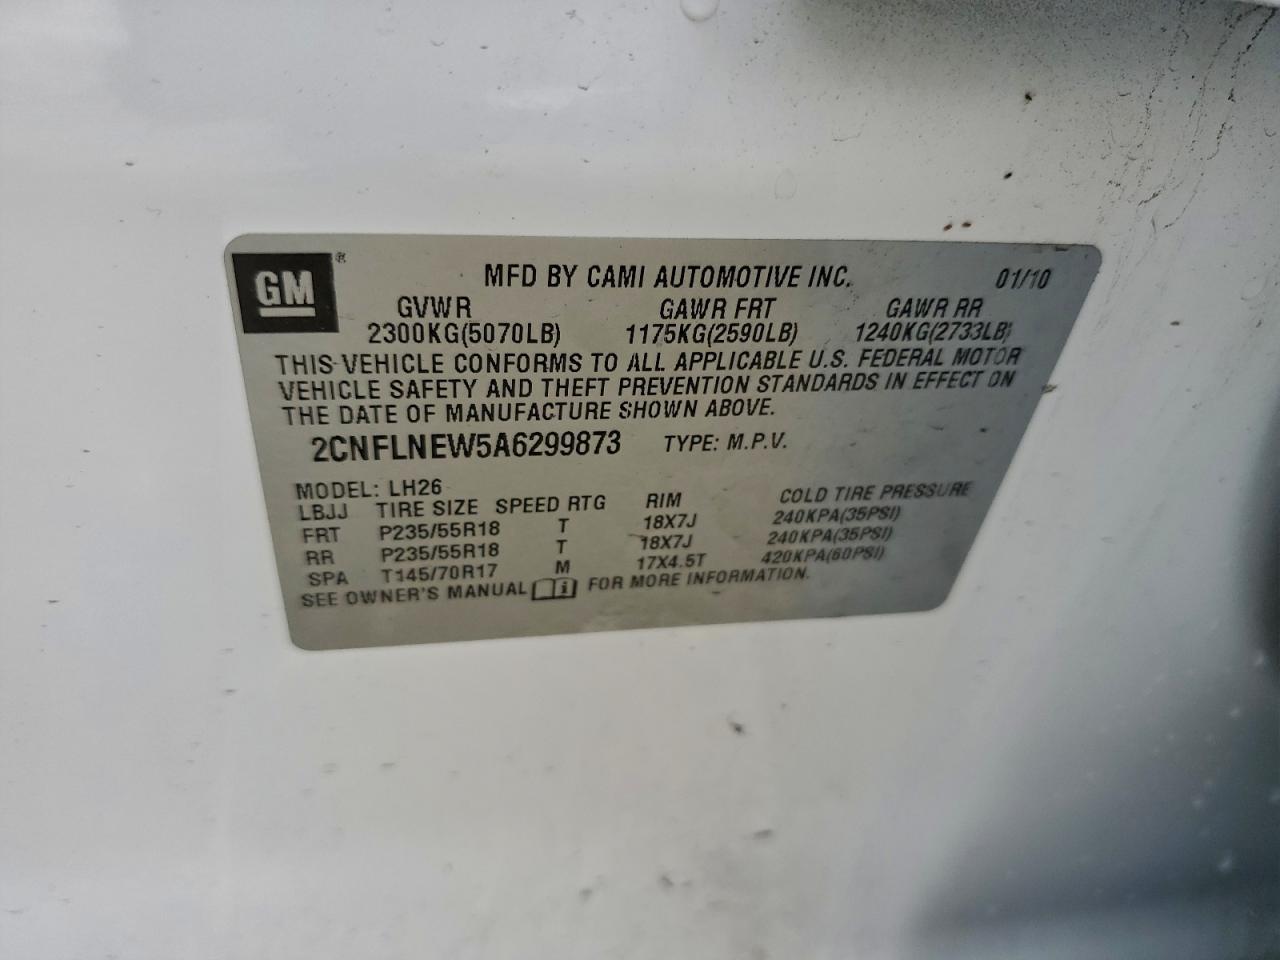 GM®
MFD BY CAMI AUTOMOTIVE INC. 01/10
GVWR GAWR FRT GAWR RR
2300KG(5070LB) 1175KG(2590LB) 1240KG(2733LB)
THIS VEHICLE CONFORMS TO ALL APPLICABLE U.S. FEDERAL MOTOR
VEHICLE SAFETY AND THEFT PREVENTION STANDARDS IN EFFECT ON
THE DATE OF MANUFACTURE SHOWN ABOVE.
2CNFLNEW5A6299873 TYPE: M.P.V.
MODEL: LH26
LBJJ TIRE SIZE SPEED RTG RIM COLD TIRE PRESSURE
FRT P235/55R18 T 18X7J 240KPA(35PSI)
RR P235/55R18 T 18X7J 240KPA(35PSI)
SPA T145/70R17 M 17X4.5T 420KPA(60PSI)
SEE OWNER'S MANUAL i FOR MORE INFORMATION.